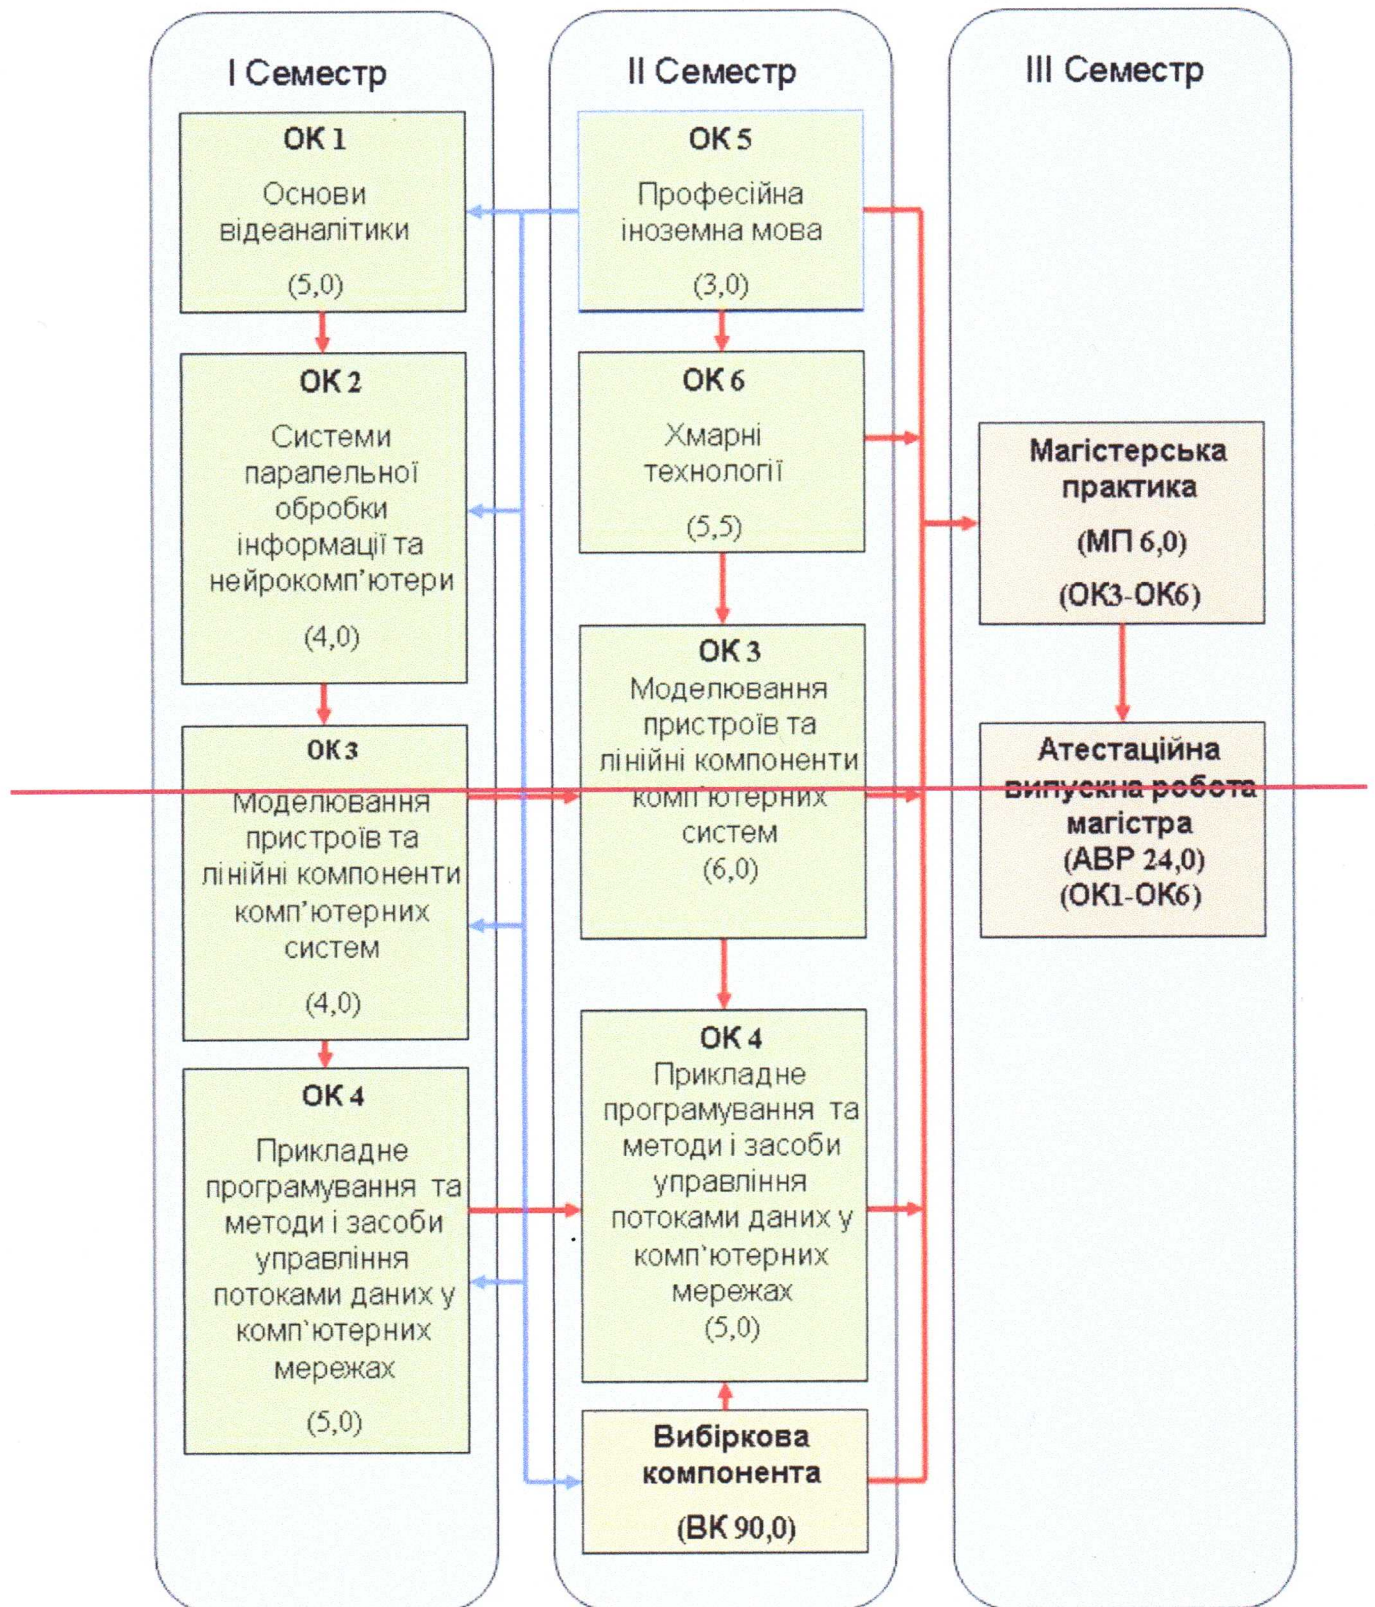 І Семестр
ОК 1
Основи
відеаналітики
(5,0)
ОК 2
Системи
паралельної
обробки
інформації та
нейрокомп'ютери
(4,0)
ОК 3
Моделювання
пристроїв та
лінійні компоненти
комп'ютерних
систем
(4,0)
ОК 4
Прикладне
програмування та
методи і засоби
управління
потоками даних у
комп'ютерних
мережах
(5,0)
ІІ Семестр
ОК 5
Професійна
іноземна мова
(3,0)
ОК 6
Хмарні
технології
(5,5)
ОК 3
Моделювання
пристроїв та
лінійні компоненти
комп'ютерних
систем
(6,0)
ОК 4
Прикладне
програмування та
методи і засоби
управління
потоками даних у
комп'ютерних
мережах
(5,0)
Вибіркова
компонента
(ВК 90,0)
ІІІ Семестр
Магістерська
практика
(МП 6,0)
(ОК3-ОК6)
Атестаційна
випускна робота
магістра
(АВР 24,0)
(ОК1-ОК6)